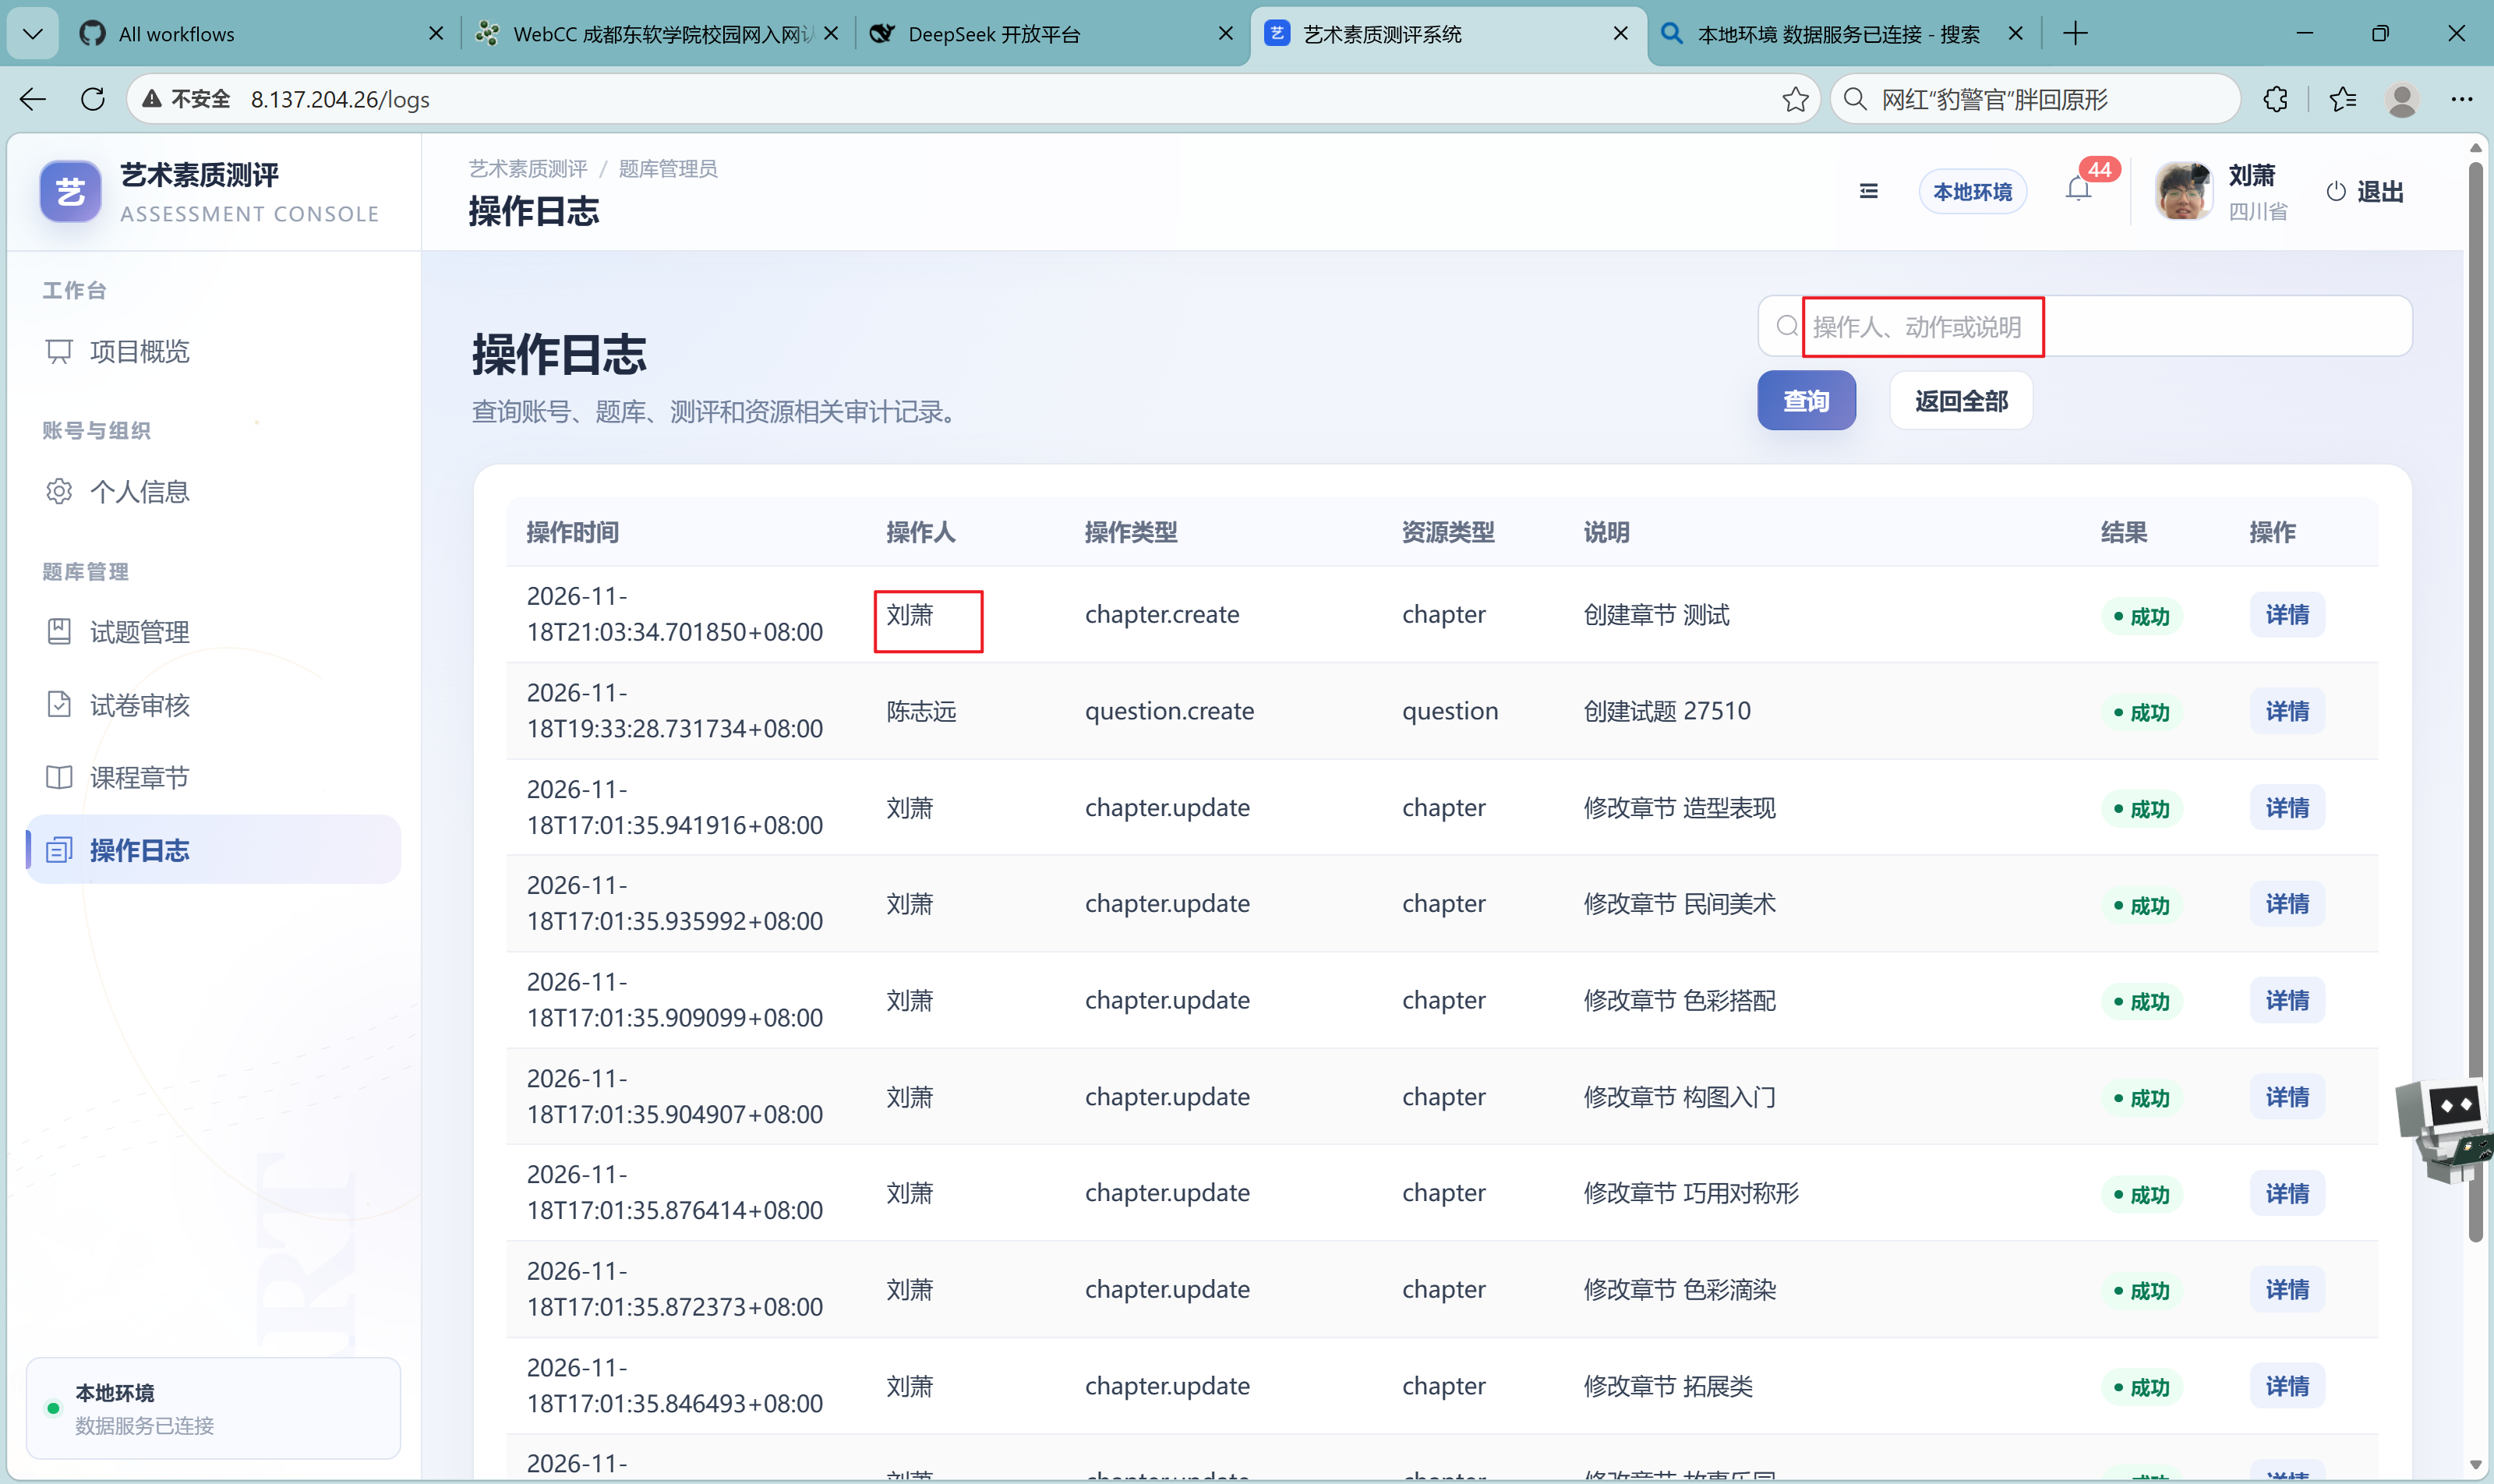 All workflows
WebCC 成都东软学院校园网入网认
DeepSeek 开放平台
艺 艺术素质测评系统
本地环境 数据服务已连接 - 搜索
不安全 8.137.204.26/logs
网红“豹警官”胖回原形
艺
艺术素质测评
ASSESSMENT CONSOLE
艺术素质测评 / 题库管理员
操作日志
本地环境
44
刘萧
四川省
退出
工作台
项目概览
账号与组织
个人信息
题库管理
试题管理
试卷审核
课程章节
操作日志
ART
本地环境
数据服务已连接
操作日志
查询账号、题库、测评和资源相关审计记录。
操作人、动作或说明
查询 返回全部
操作时间 操作人 操作类型 资源类型 说明 结果 操作
2026-11-
18T21:03:34.701850+08:00 刘萧 chapter.create chapter 创建章节 测试 成功 详情
2026-11-
18T19:33:28.731734+08:00 陈志远 question.create question 创建试题 27510 成功 详情
2026-11-
18T17:01:35.941916+08:00 刘萧 chapter.update chapter 修改章节 造型表现 成功 详情
2026-11-
18T17:01:35.935992+08:00 刘萧 chapter.update chapter 修改章节 民间美术 成功 详情
2026-11-
18T17:01:35.909099+08:00 刘萧 chapter.update chapter 修改章节 色彩搭配 成功 详情
2026-11-
18T17:01:35.904907+08:00 刘萧 chapter.update chapter 修改章节 构图入门 成功 详情
2026-11-
18T17:01:35.876414+08:00 刘萧 chapter.update chapter 修改章节 巧用对称形 成功 详情
2026-11-
18T17:01:35.872373+08:00 刘萧 chapter.update chapter 修改章节 色彩滴染 成功 详情
2026-11-
18T17:01:35.846493+08:00 刘萧 chapter.update chapter 修改章节 拓展类 成功 详情
2026-11-